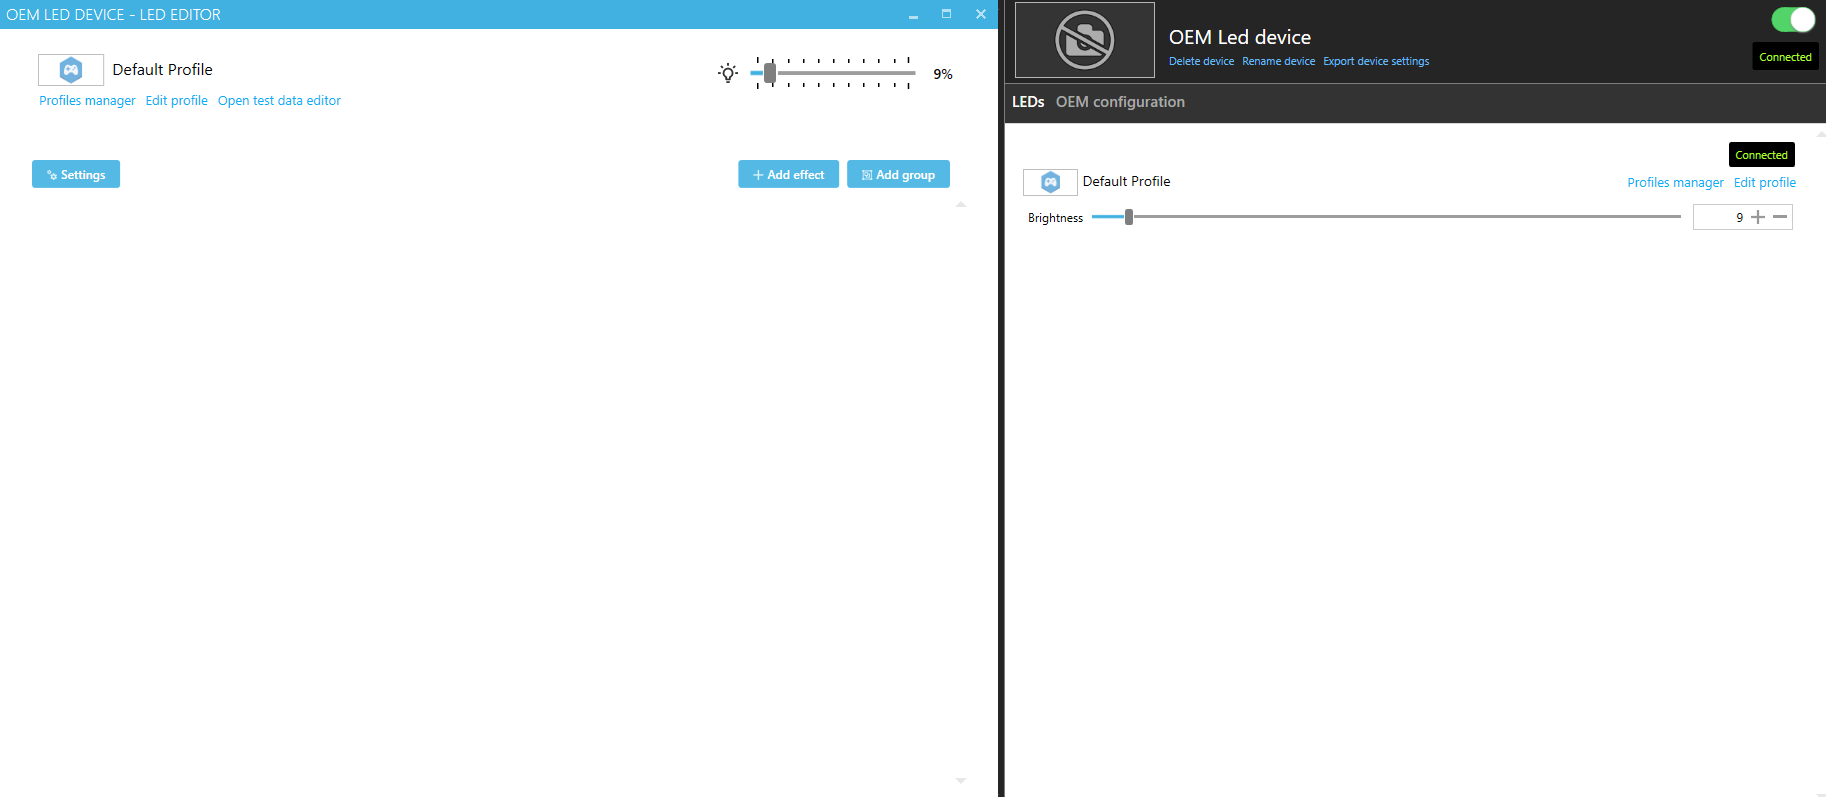 OEM LED DEVICE - LED EDITOR
Default Profile
9%
Profiles manager Edit profile Open test data editor
Settings
Add effect Add group
OEM Led device
Delete device Rename device Export device settings
Connected
LEDs OEM configuration
Connected
Default Profile
Profiles manager Edit profile
Brightness 9